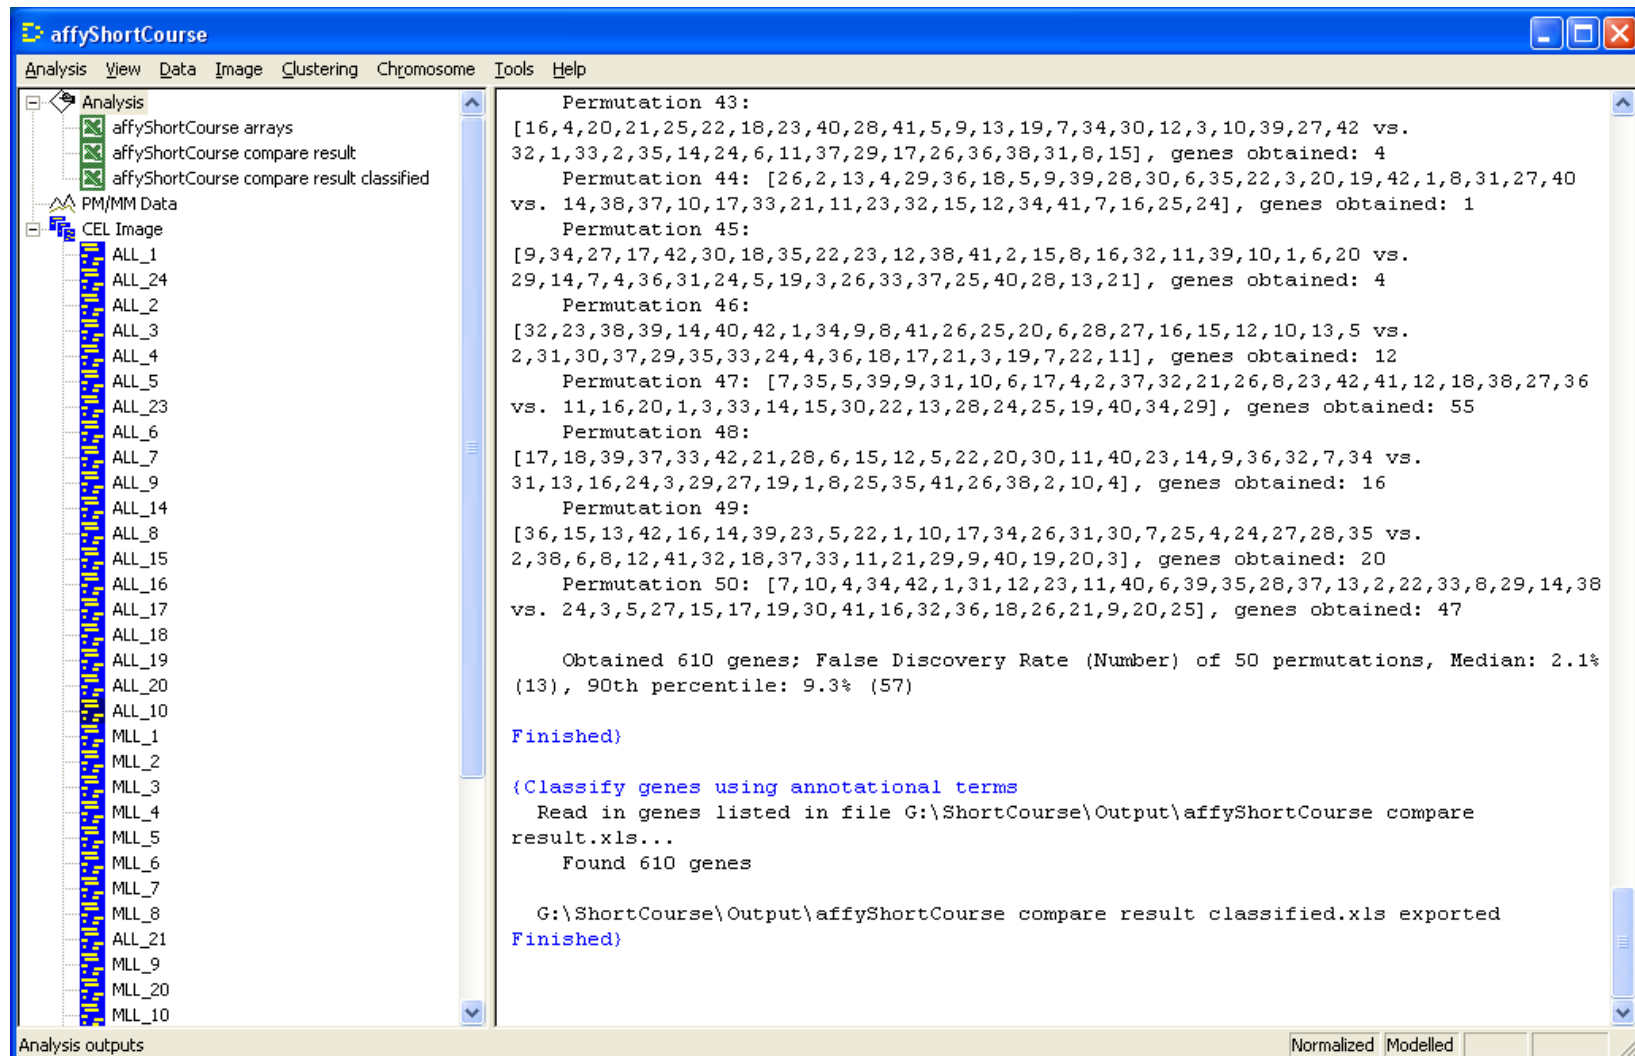 affyShortCourse
Analysis View Data Image Clustering Chromosome Tools Help
Analysis
affyShortCourse arrays
affyShortCourse compare result
affyShortCourse compare result classified
PM/MM Data
CEL Image
ALL_1
ALL_24
ALL_2
ALL_3
ALL_4
ALL_5
ALL_23
ALL_6
ALL_7
ALL_9
ALL_14
ALL_8
ALL_15
ALL_16
ALL_17
ALL_18
ALL_19
ALL_20
ALL_10
MLL_1
MLL_2
MLL_3
MLL_4
MLL_5
MLL_6
MLL_7
MLL_8
ALL_21
MLL_9
MLL_20
MLL_10
Permutation 43:
[16,4,20,21,25,22,18,23,40,28,41,5,9,13,19,7,34,30,12,3,10,39,27,42 vs.
32,1,33,2,35,14,24,6,11,37,29,17,26,36,38,31,8,15], genes obtained: 4
Permutation 44: [26,2,13,4,29,36,18,5,9,39,28,30,6,35,22,3,20,19,42,1,8,31,27,40
vs. 14,38,37,10,17,33,21,11,23,32,15,12,34,41,7,16,25,24], genes obtained: 1
Permutation 45:
[9,34,27,17,42,30,18,35,22,23,12,38,41,2,15,8,16,32,11,39,10,1,6,20 vs.
29,14,7,4,36,31,24,5,19,3,26,33,37,25,40,28,13,21], genes obtained: 4
Permutation 46:
[32,23,38,39,14,40,42,1,34,9,8,41,26,25,20,6,28,27,16,15,12,10,13,5 vs.
2,31,30,37,29,35,33,24,4,36,18,17,21,3,19,7,22,11], genes obtained: 12
Permutation 47: [7,35,5,39,9,31,10,6,17,4,2,37,32,21,26,8,23,42,41,12,18,38,27,36
vs. 11,16,20,1,3,33,14,15,30,22,13,28,24,25,19,40,34,29], genes obtained: 55
Permutation 48:
[17,18,39,37,33,42,21,28,6,15,12,5,22,20,30,11,40,23,14,9,36,32,7,34 vs.
31,13,16,24,3,29,27,19,1,8,25,35,41,26,38,2,10,4], genes obtained: 16
Permutation 49:
[36,15,13,42,16,14,39,23,5,22,1,10,17,34,26,31,30,7,25,4,24,27,28,35 vs.
2,38,6,8,12,41,32,18,37,33,11,21,29,9,40,19,20,3], genes obtained: 20
Permutation 50: [7,10,4,34,42,1,31,12,23,11,40,6,39,35,28,37,13,2,22,33,8,29,14,38
vs. 24,3,5,27,15,17,19,30,41,16,32,36,18,26,21,9,20,25], genes obtained: 47
Obtained 610 genes; False Discovery Rate (Number) of 50 permutations, Median: 2.1%
(13), 90th percentile: 9.3% (57)
Finished}
{Classify genes using annotational terms
Read in genes listed in file G:\ShortCourse\Output\affyShortCourse compare
result.xls...
Found 610 genes
G:\ShortCourse\Output\affyShortCourse compare result classified.xls exported
Finished}
Analysis outputs
Normalized Modelled